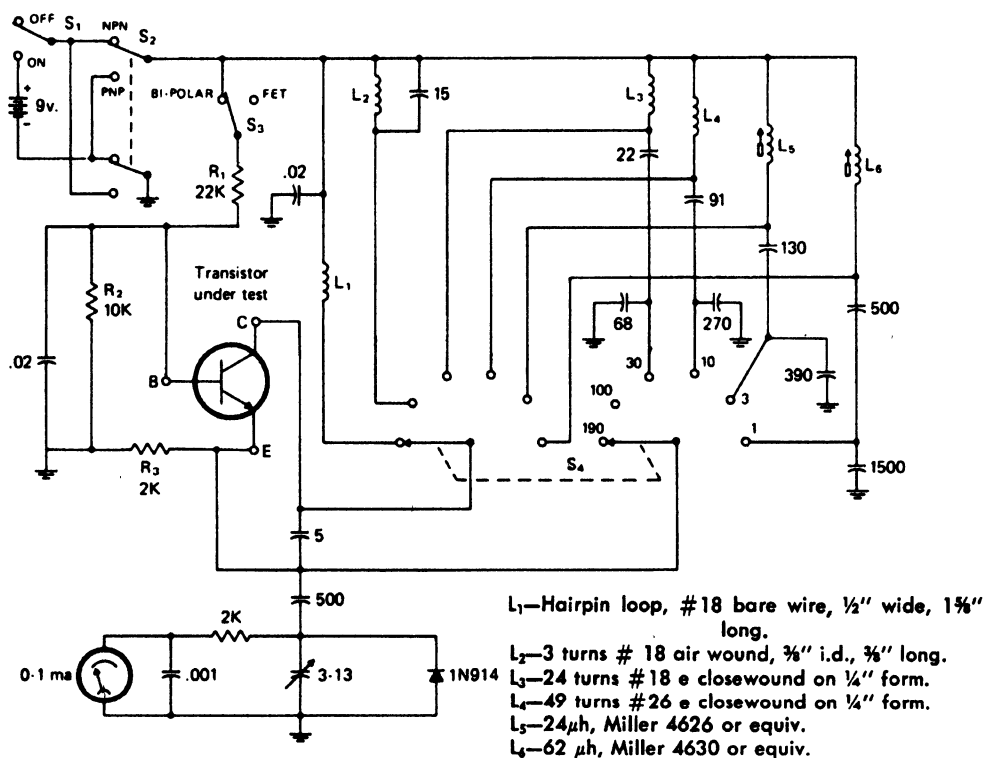 OFF S₁ NPN S₂
ON
PNP
+
9v.
-
BI-POLAR FET
S₃
R₁
22K
.02
L₁
L₂ 15
L₃
22
L₄
91
L₅
130
L₆
500
R₂
10K
.02
Transistor
under test
C
B
E
R₃
2K
68 270
30 10
390
100 3
190 1
S₄
1500
5
500
2K
0-1 ma .001 3-13 1N914
L₁—Hairpin loop, #18 bare wire, ½" wide, 1⅝"
long.
L₂—3 turns # 18 air wound, ⅜" i.d., ⅜" long.
L₃—24 turns #18 e closewound on ¼" form.
L₄—49 turns #26 e closewound on ¼" form.
L₅—24μh, Miller 4626 or equiv.
L₆—62 μh, Miller 4630 or equiv.